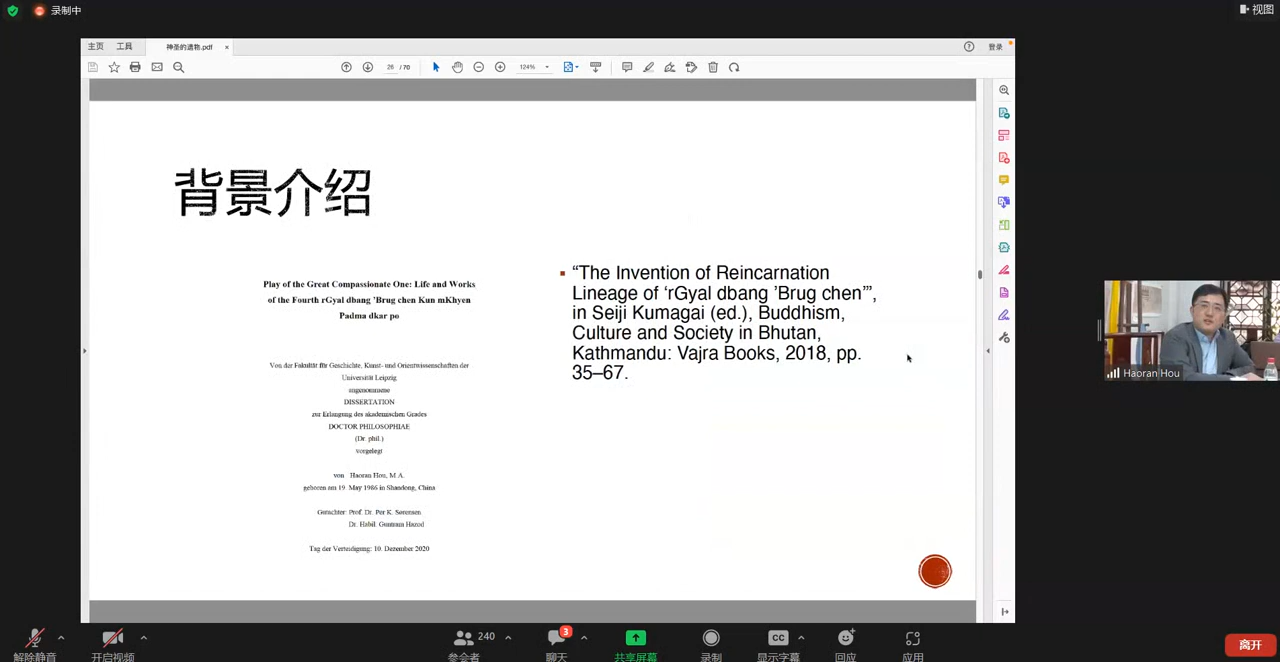 录制中
视图
主页 工具 神圣的遗物.pdf ×
登录
26 / 70
124%
背景介绍
Play of the Great Compassionate One: Life and Works
of the Fourth rGyal dbang ’Brug chen Kun mKhyen
Padma dkar po
Von der Fakultät für Geschichte, Kunst- und Orientwissenschaften der
Universität Leipzig
angenommene
DISSERTATION
zur Erlangung des akademischen Grades
DOCTOR PHILOSOPHIAE
(Dr. phil.)
vorgelegt
von Haoran Hou, M.A.
geboren am 19. May 1986 in Shandong, China
Gutachter: Prof. Dr. Per K. Sørensen
Dr. Habil. Guntram Hazod
Tag der Verteidigung: 10. Dezember 2020
“The Invention of Reincarnation
Lineage of ‘rGyal dbang ’Brug chen’”,
in Seiji Kumagai (ed.), Buddhism,
Culture and Society in Bhutan,
Kathmandu: Vajra Books, 2018, pp.
35–67.
Haoran Hou
解除静音
开启视频
240
参会者
3
聊天
共享屏幕
录制
CC
显示字幕
回应
应用
离开